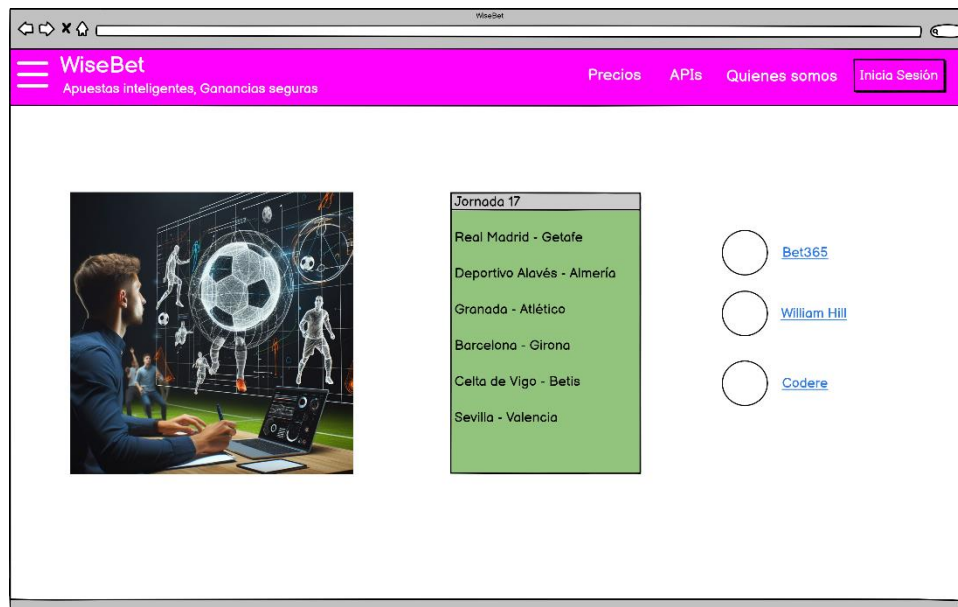 WiseBet
WiseBet
Apuestas inteligentes, Ganancias seguras
Precios
APIs
Quienes somos
Inicia Sesión
Jornada 17
Real Madrid - Getafe
Deportivo Alavés - Almería
Granada - Atlético
Barcelona - Girona
Celta de Vigo - Betis
Sevilla - Valencia
Bet365
William Hill
Codere